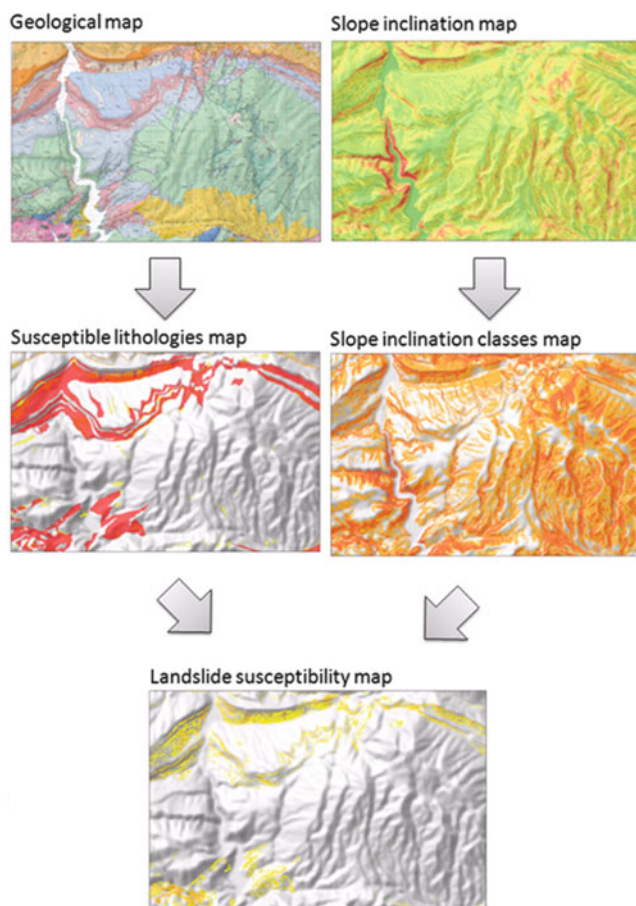 Geological map
Slope inclination map
Susceptible lithologies map
Slope inclination classes map
Landslide susceptibility map